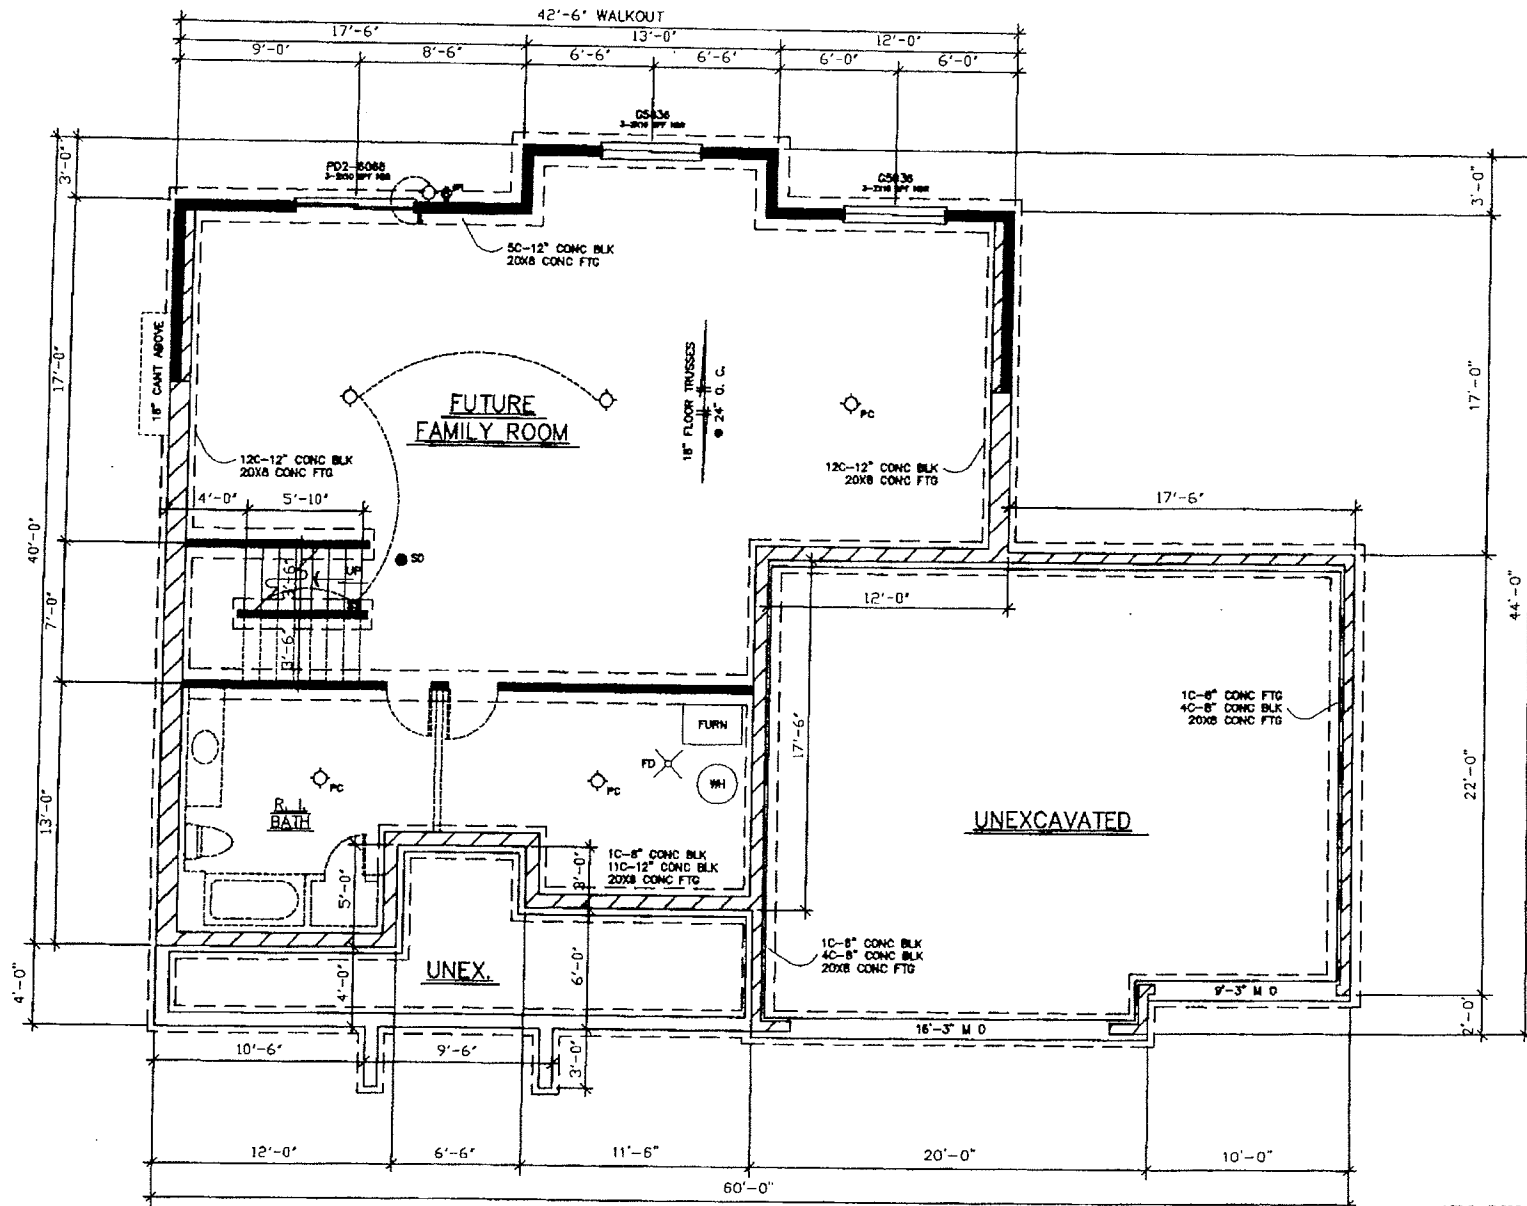 42'-6" WALKOUT
17'-6" 13'-0" 12'-0"
9'-0' 8'-6" 6'-6" 6'-6" 6'-0" 6'-0"
3'-0"
G5036
PD2-6068
G5036
3'-0"
5C-12" CONC BLK
20X8 CONC FTG
18" CANT ABOVE
17'-0"
18" FLOOR TRUSSES
@ 24" O. C.
17'-0"
FUTURE
FAMILY ROOM
PC
12C-12" CONC BLK
20X8 CONC FTG
12C-12" CONC BLK
20X8 CONC FTG
4'-0" 5'-10"
17'-6"
40'-0"
SD
UP
3'-6"
12'-0"
44'-0"
7'-0"
3'-6"
1C-8" CONC FTG
4C-8" CONC BLK
20X8 CONC FTG
FURN
17'-6"
FD
WH
PC
PC
22'-0"
13'-0"
R. I.
BATH
UNEXCAVATED
1C-8" CONC BLK
11C-12" CONC BLK
20X8 CONC FTG
3'-0"
5'-0"
1C-8" CONC BLK
4C-8" CONC BLK
20X8 CONC FTG
UNEX.
4'-0"
4'-0"
6'-0"
9'-3" M O
16'-3" M O
2'-0"
10'-6" 9'-6"
3'-0"
12'-0" 6'-6" 11'-6" 20'-0" 10'-0"
60'-0"